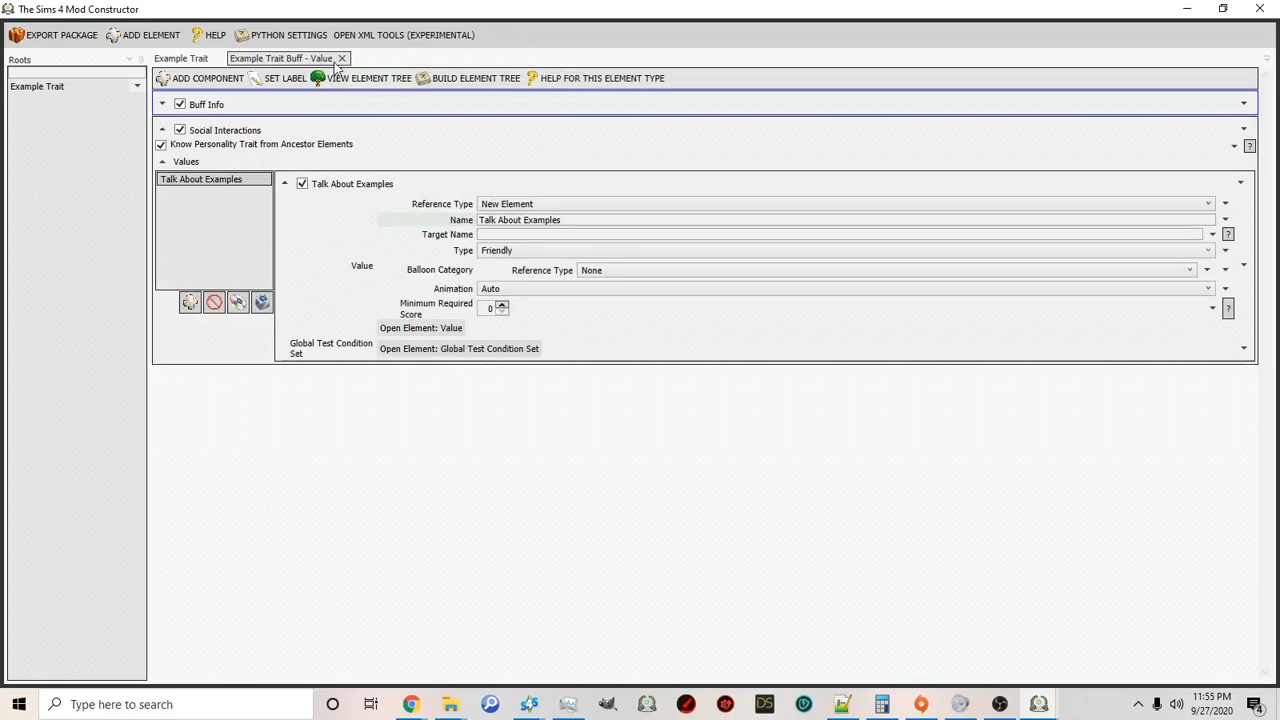 The Sims 4 Mod Constructor
EXPORT PACKAGE ADD ELEMENT HELP PYTHON SETTINGS OPEN XML TOOLS (EXPERIMENTAL)
Roots
Example Trait
Example Trait Example Trait Buff - Value
ADD COMPONENT SET LABEL VIEW ELEMENT TREE BUILD ELEMENT TREE HELP FOR THIS ELEMENT TYPE
Buff Info
Social Interactions
Know Personality Trait from Ancestor Elements
Values
Talk About Examples
Talk About Examples
Reference Type New Element
Name Talk About Examples
Target Name
Type Friendly
Value
Balloon Category Reference Type None
Animation Auto
Minimum Required
Score 0
Open Element: Value
Global Test Condition
Set Open Element: Global Test Condition Set
Type here to search
DS
11:55 PM
9/27/2020
4